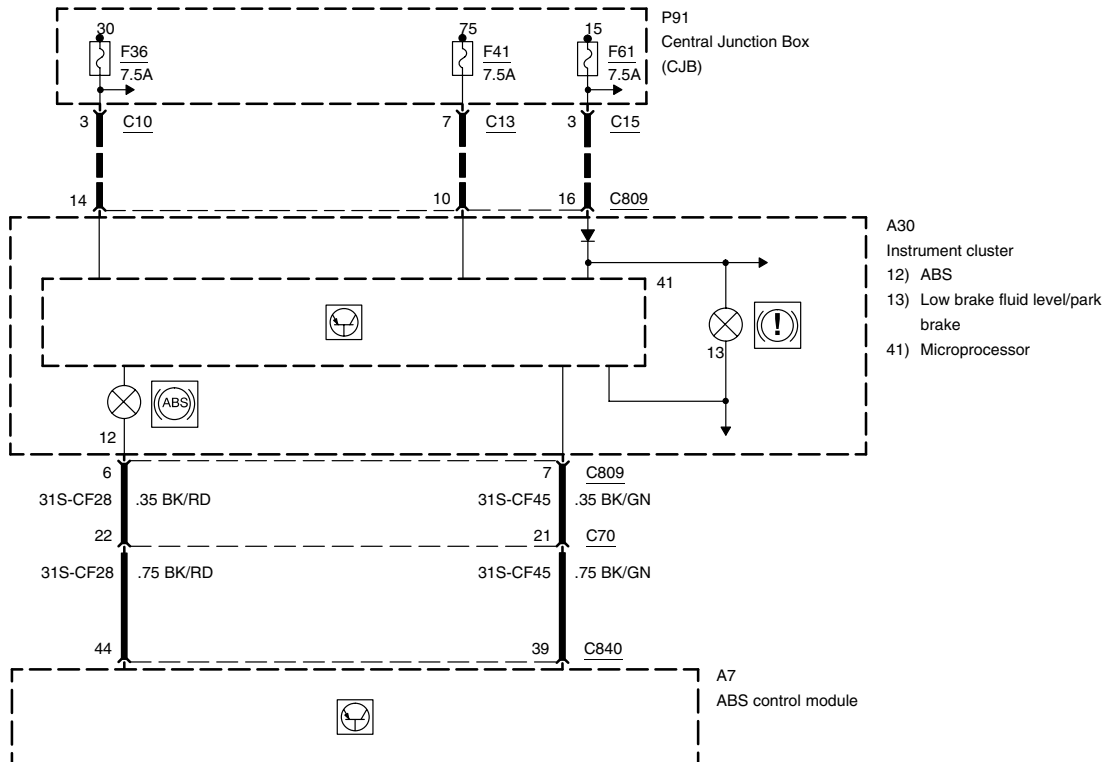 P91
Central Junction Box
(CJB)
30
75
15
F36
7.5A
F41
7.5A
F61
7.5A
3
C10
7
C13
3
C15
14
10
16
C809
A30
Instrument cluster
12) ABS
13) Low brake fluid level/park
brake
41) Microprocessor
41
!
13
ABS
12
6
7
C809
31S-CF28
.35 BK/RD
31S-CF45
.35 BK/GN
22
21
C70
31S-CF28
.75 BK/RD
31S-CF45
.75 BK/GN
44
39
C840
A7
ABS control module